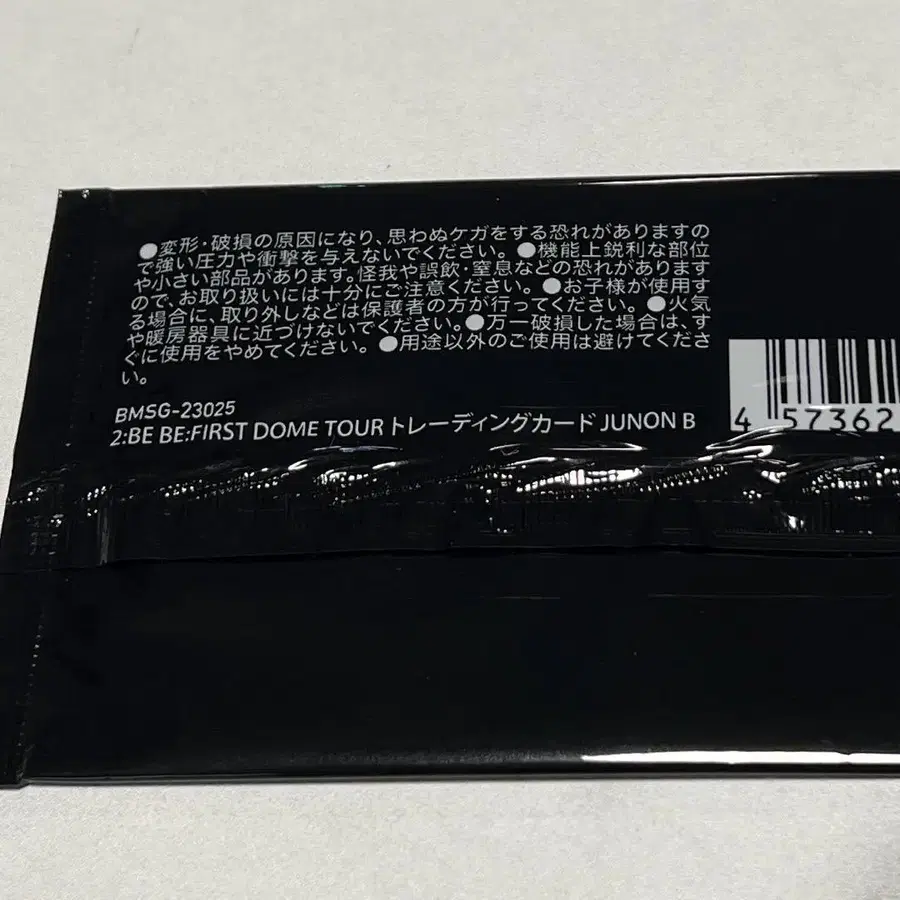 ●変形・破損の原因になり、思わぬケガをする恐れがありますの
で強い圧力や衝撃を与えないでください。●機能上鋭利な部位
や小さい部品があります。怪我や誤飲・窒息などの恐れがあります
ので、お取り扱いには十分にご注意ください。●お子様が使用す
る場合に、取り外しなどは保護者の方が行ってください。●火気
や暖房器具に近づけないでください。●万一破損した場合は、す
ぐに使用をやめてください。●用途以外のご使用は避けてくださ
い。
BMSG-23025
2:BE BE:FIRST DOME TOUR トレーディングカード JUNON B
4 57362